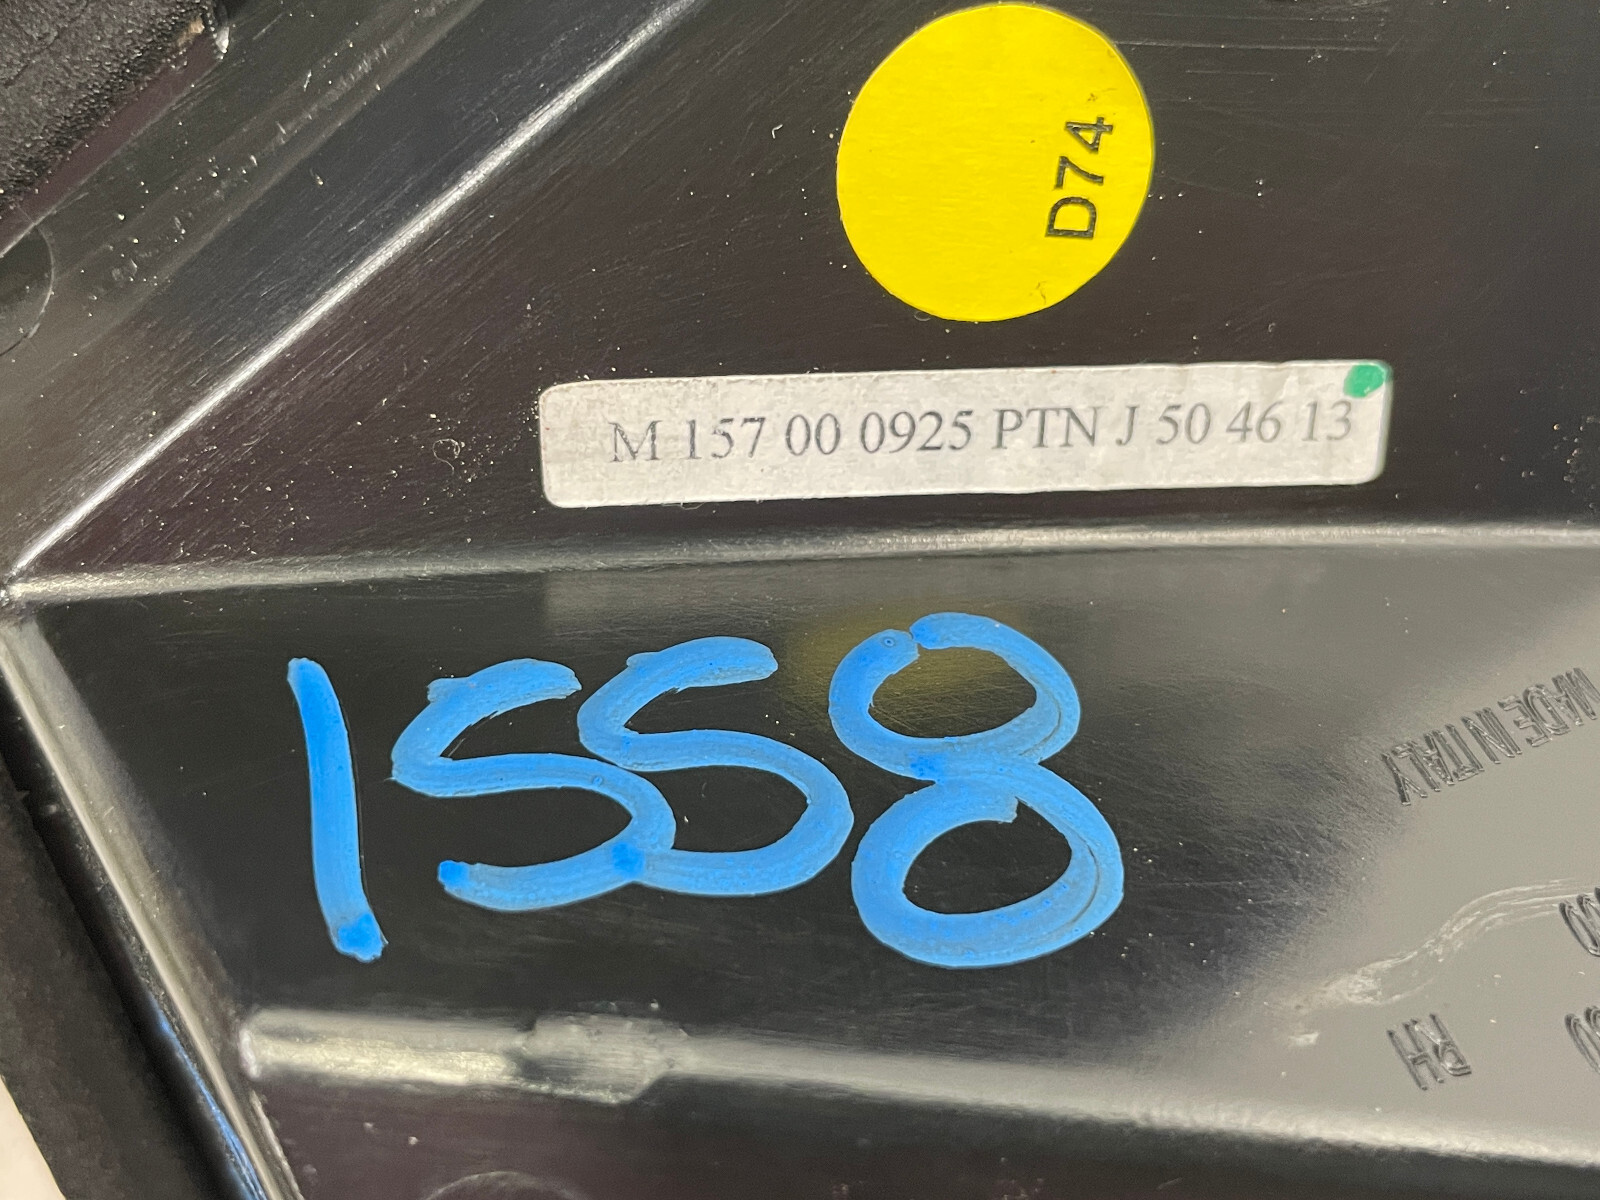 D74
M 157 00 0925 PTN J 50 46 13
1558
MADE IN ITALY
RH